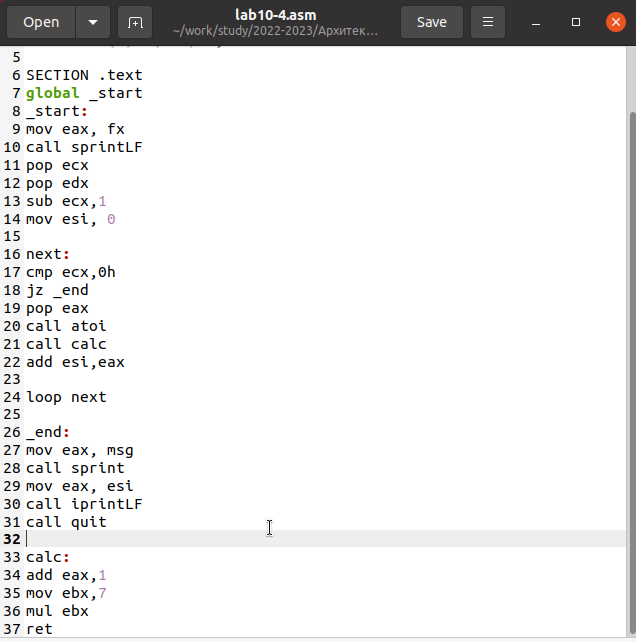 Open
lab10-4.asm
~/work/study/2022-2023/Архитек…
Save
5
6 SECTION .text
7 global _start
8 _start:
9 mov eax, fx
10 call sprintLF
11 pop ecx
12 pop edx
13 sub ecx,1
14 mov esi, 0
15
16 next:
17 cmp ecx,0h
18 jz _end
19 pop eax
20 call atoi
21 call calc
22 add esi,eax
23
24 loop next
25
26 _end:
27 mov eax, msg
28 call sprint
29 mov eax, esi
30 call iprintLF
31 call quit
32
33 calc:
34 add eax,1
35 mov ebx,7
36 mul ebx
37 ret